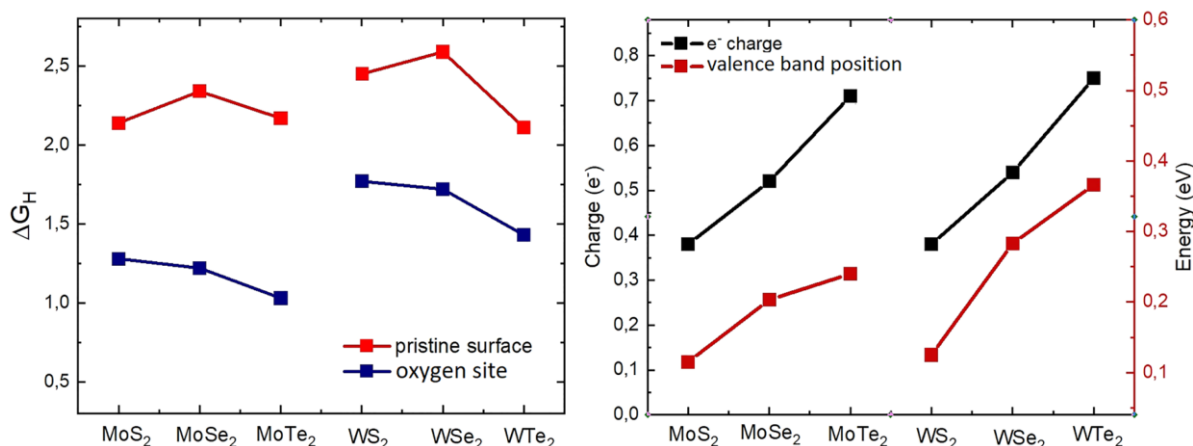 ΔG_H
2,5
2,0
1,5
1,0
0,5
pristine surface
oxygen site
MoS₂ MoSe₂ MoTe₂ WS₂ WSe₂ WTe₂
Charge (e⁻)
0,8
0,7
0,6
0,5
0,4
0,3
0,2
0,1
0,0
e⁻ charge
valence band position
MoS₂ MoSe₂ MoTe₂ WS₂ WSe₂ WTe₂
0,6
0,5
0,4
0,3
0,2
0,1
Energy (eV)